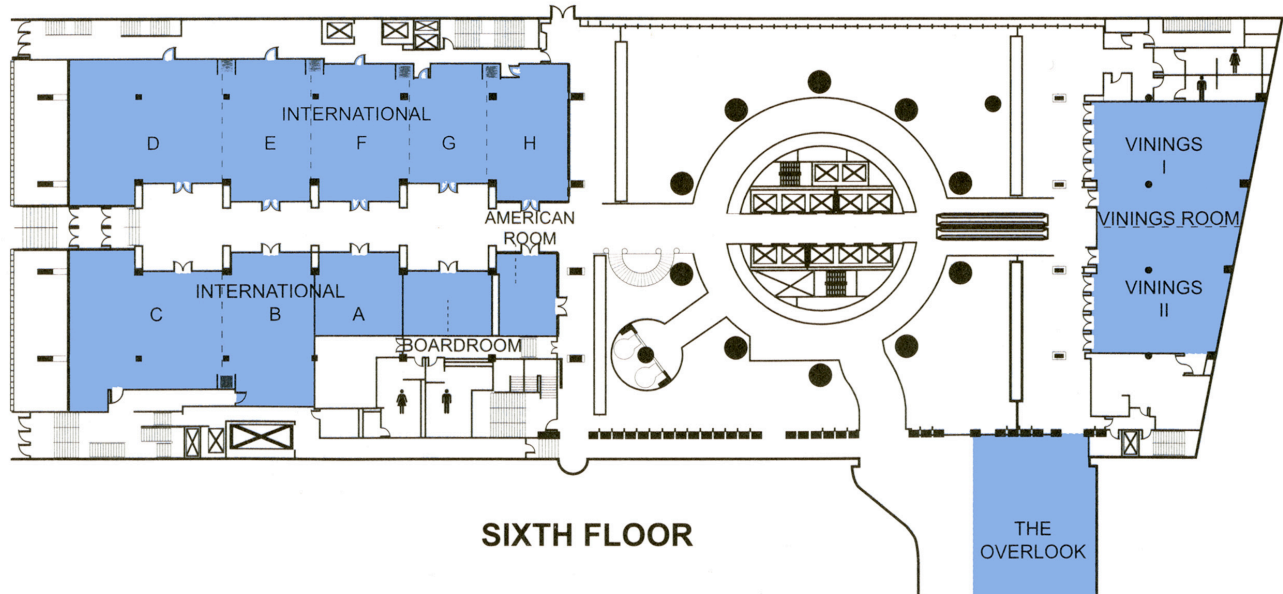 INTERNATIONAL
D E F G H
AMERICAN
ROOM
INTERNATIONAL
C B A
BOARDROOM
VININGS
I
VININGS ROOM
VININGS
II
SIXTH FLOOR
THE
OVERLOOK